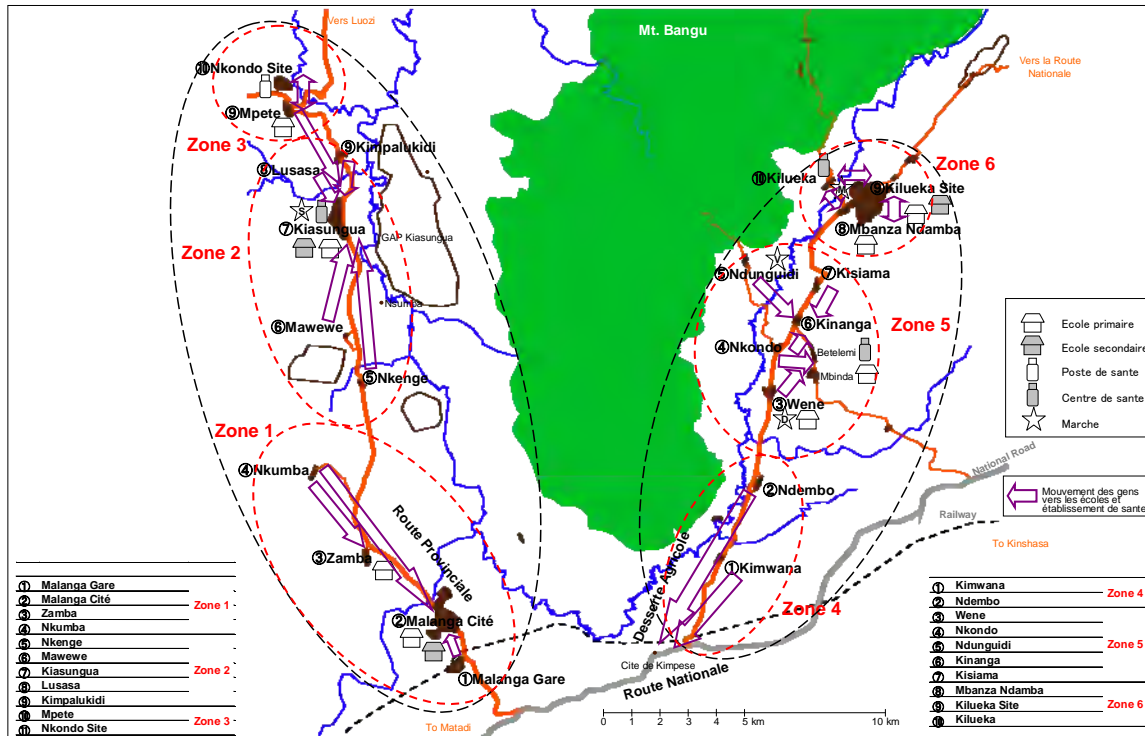 Vers Luozi
Mt. Bangu
⑩Nkondo Site
Vers la Route
Nationale
⑨Mpete
Zone 3
⑨Kimpalukidi
⑧Lusasa
S
⑦Kiasungua
Zone 2
GAP Kiasungua
Nsumba
⑥Mawewe
⑤Nkenge
Zone 1
④Nkumba
③Zamba
Route Provinciale
②Malanga Cité
①Malanga Gare
To Matadi
Zone 6
⑩Kilueka
M
⑨Kilueka Site
⑧Mbanza Ndamba
⑤Ndunguidi
⑦Kisiama
Zone 5
⑥Kinanga
④Nkondo
Betelemi
Mbinda
③Wene
D
②Ndembo
①Kimwana
Zone 4
Desserte Agricole
Cite de Kimpese
Route Nationale
National Road
Railway
To Kinshasa
Ecole primaire
Ecole secondaire
Poste de sante
Centre de sante
Marche
Mouvement des gens
vers les écoles et
établissement de sante
0 1 2 3 4 5 km 10 km
① Malanga Gare
② Malanga Cité
③ Zamba
④ Nkumba
Zone 1
⑤ Nkenge
⑥ Mawewe
⑦ Kiasungua
⑧ Lusasa
⑨ Kimpalukidi
Zone 2
⑩ Mpete
⑪ Nkondo Site
Zone 3
① Kimwana
② Ndembo
Zone 4
③ Wene
④ Nkondo
⑤ Ndunguidi
⑥ Kinanga
⑦ Kisiama
Zone 5
⑧ Mbanza Ndamba
⑨ Kilueka Site
⑩ Kilueka
Zone 6